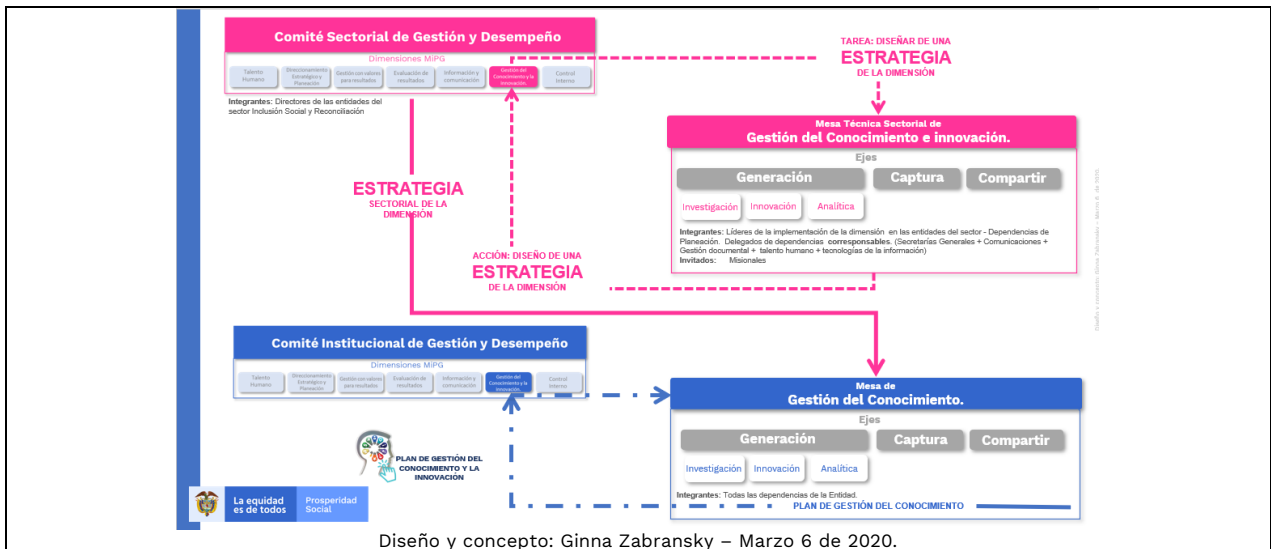 Comité Sectorial de Gestión y Desempeño
Dimensiones MiPG
Talento
Humano
Direccionamiento
Estratégico y
Planeación
Gestión con valores
para resultados
Evaluación de
resultados
Información y
comunicación
Gestión del
Conocimiento y la
Innovación.
Control
Interno
Integrantes: Directores de las entidades del
sector Inclusión Social y Reconciliación
TAREA: DISEÑAR DE UNA
ESTRATEGIA
DE LA DIMENSIÓN
Mesa Técnica Sectorial de
Gestión del Conocimiento e innovación.
Ejes
Generación
Captura
Compartir
Investigación
Innovación
Analítica
Integrantes: Líderes de la implementación de la dimensión en las entidades del sector - Dependencias de
Planeación. Delegados de dependencias corresponsables. (Secretarías Generales + Comunicaciones +
Gestión documental + talento humano + tecnologías de la información)
Invitados: Misionales
ESTRATEGIA
SECTORIAL DE LA
DIMENSIÓN
ACCIÓN: DISEÑO DE UNA
ESTRATEGIA
DE LA DIMENSIÓN
Diseño y concepto: Ginna Zabransky – Marzo 6 de 2020.
Comité Institucional de Gestión y Desempeño
Dimensiones MiPG
Talento
Humano
Direccionamiento
Estratégico y
Planeación
Gestión con valores
para resultados
Evaluación de
resultados
Información y
comunicación
Gestión del
Conocimiento y la
Innovación.
Control
Interno
Mesa de
Gestión del Conocimiento.
Ejes
Generación
Captura
Compartir
Investigación
Innovación
Analítica
Integrantes: Todas las dependencias de la Entidad.
PLAN DE GESTIÓN DEL CONOCIMIENTO
PLAN DE GESTIÓN DEL
CONOCIMIENTO Y LA
INNOVACIÓN
La equidad
es de todos
Prosperidad
Social
Diseño y concepto: Ginna Zabransky – Marzo 6 de 2020.